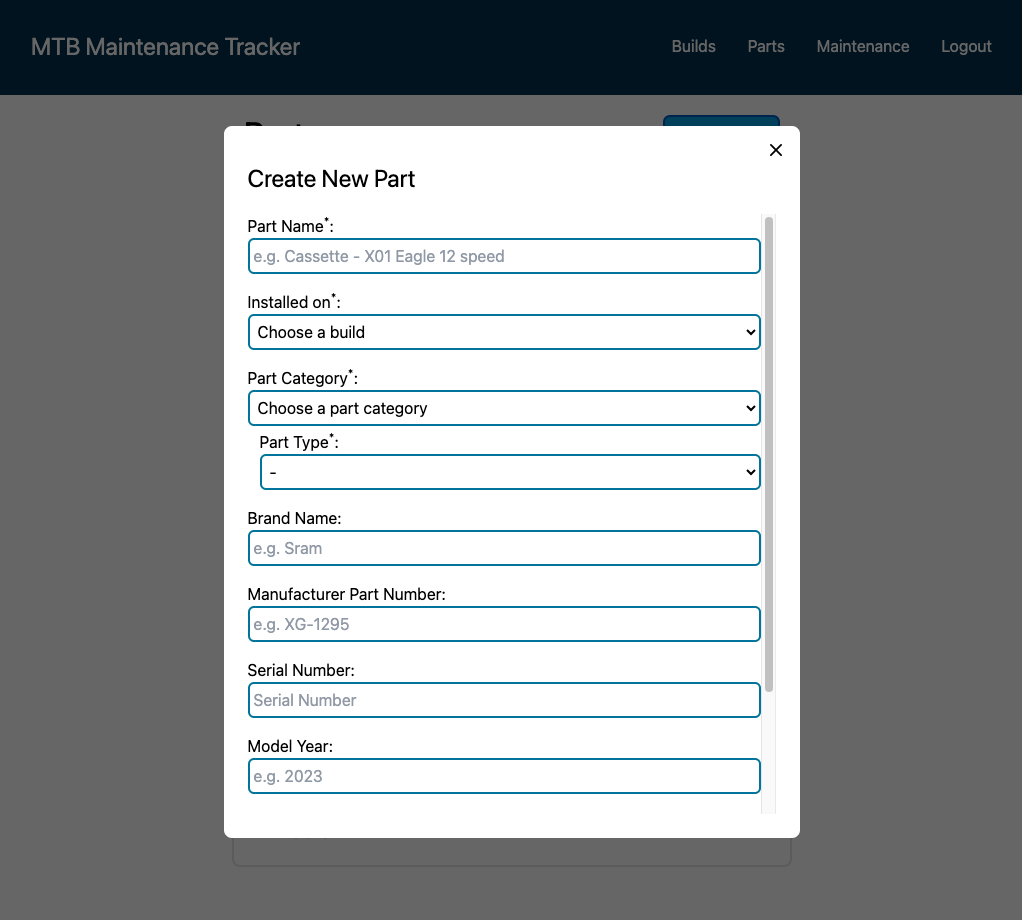 MTB Maintenance Tracker
Builds Parts Maintenance Logout
Create New Part
Part Name*:
e.g. Cassette - X01 Eagle 12 speed
Installed on*:
Choose a build
Part Category*:
Choose a part category
Part Type*:
-
Brand Name:
e.g. Sram
Manufacturer Part Number:
e.g. XG-1295
Serial Number:
Serial Number
Model Year:
e.g. 2023